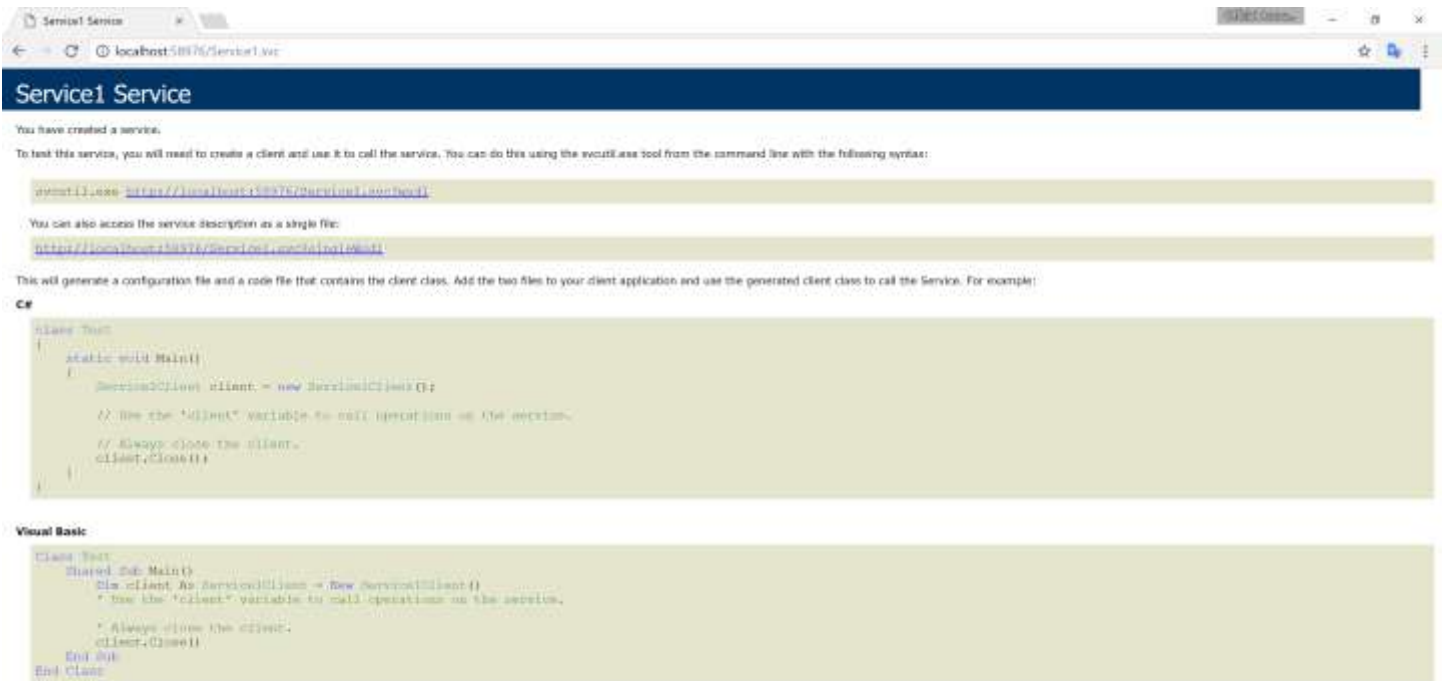 Service1 Service
localhost:58976/Service1.svc
Service1 Service
You have created a service.
To test this service, you will need to create a client and use it to call the service. You can do this using the svcutil.exe tool from the command line with the following syntax:
svcutil.exe http://localhost:58976/Service1.svc?wsdl
You can also access the service description as a single file:
http://localhost:58976/Service1.svc?singleWsdl
This will generate a configuration file and a code file that contains the client class. Add the two files to your client application and use the generated client class to call the Service. For example:
C#
class Test
{
static void Main()
{
Service1Client client = new Service1Client();
// Use the 'client' variable to call operations on the service.
// Always close the client.
client.Close();
}
}
Visual Basic
Class Test
Shared Sub Main()
Dim client As Service1Client = New Service1Client()
' Use the 'client' variable to call operations on the service.
' Always close the client.
client.Close()
End Sub
End Class